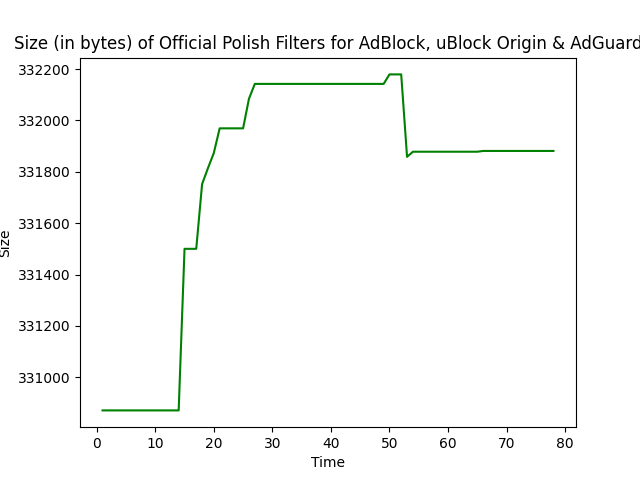 Size (in bytes) of Official Polish Filters for AdBlock, uBlock Origin & AdGuard
332200
332000
331800
331600
331400
331200
331000
Size
0 10 20 30 40 50 60 70 80
Time